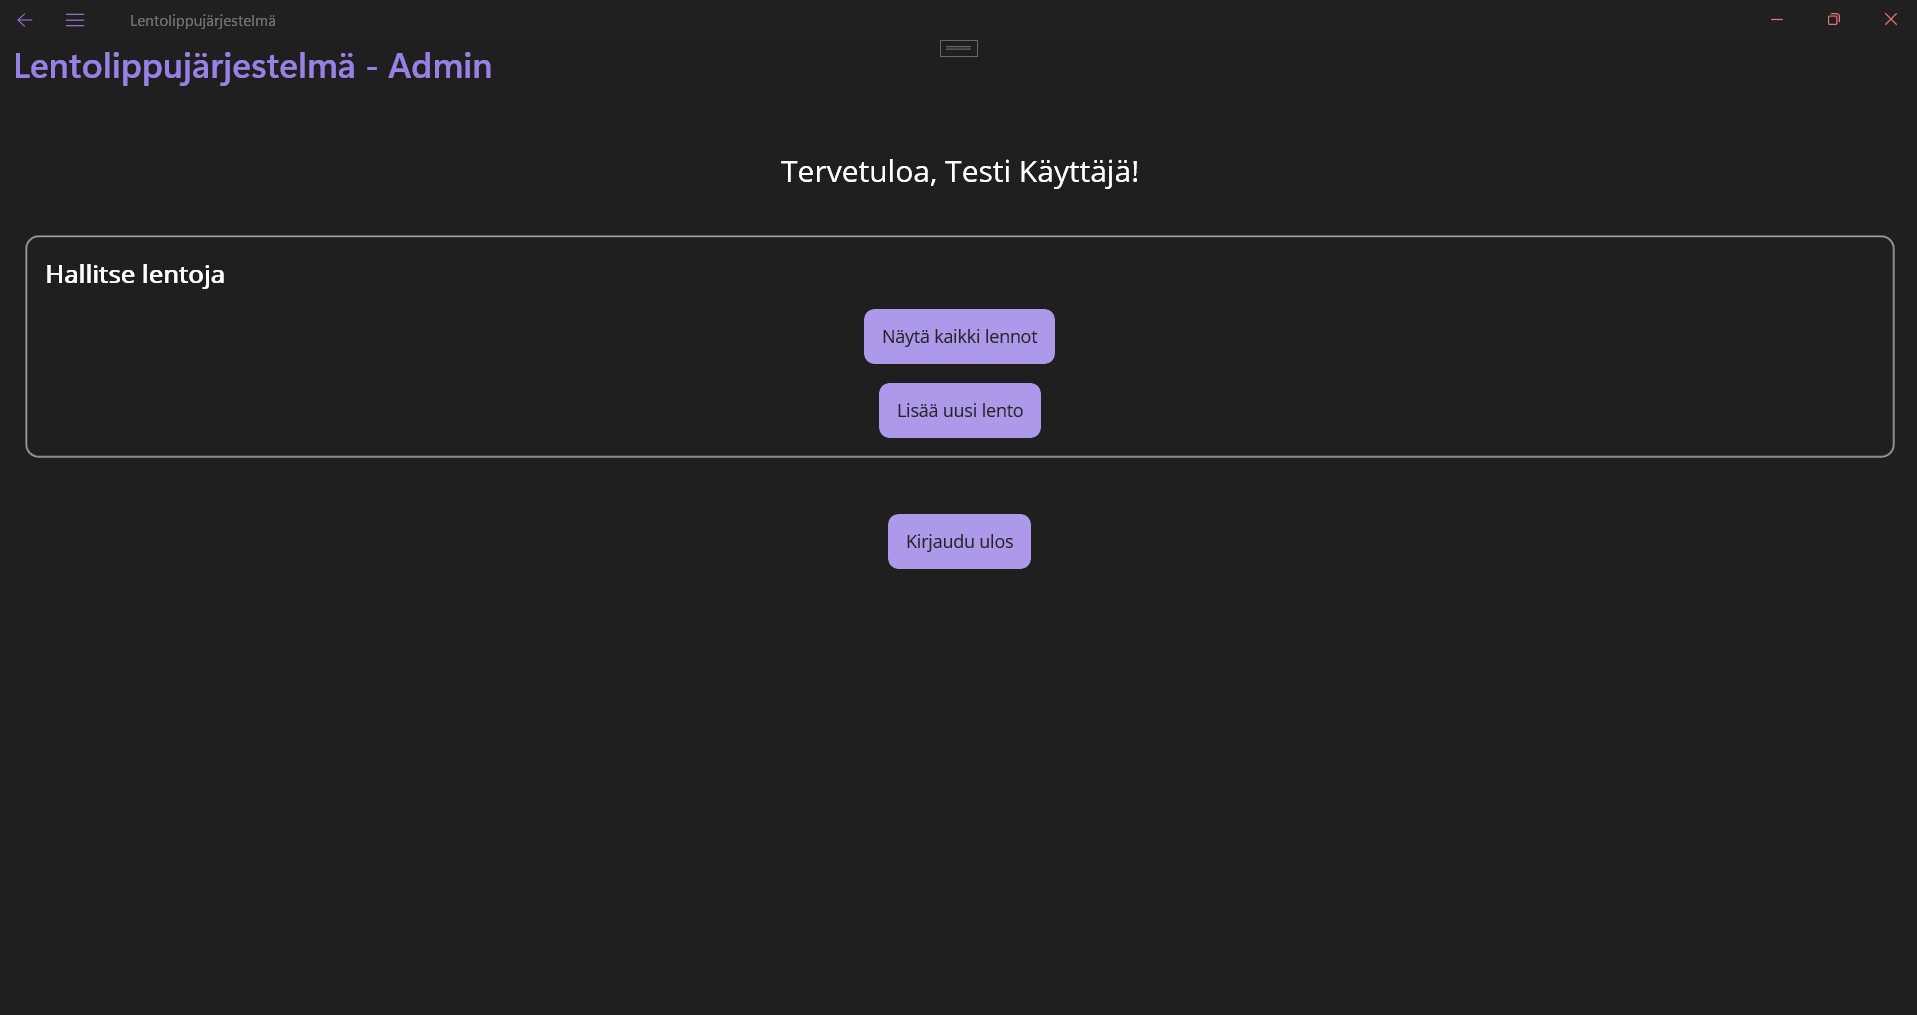 Lentolippujärjestelmä
Lentolippujärjestelmä - Admin
Tervetuloa, Testi Käyttäjä!
Hallitse lentoja
Näytä kaikki lennot
Lisää uusi lento
Kirjaudu ulos